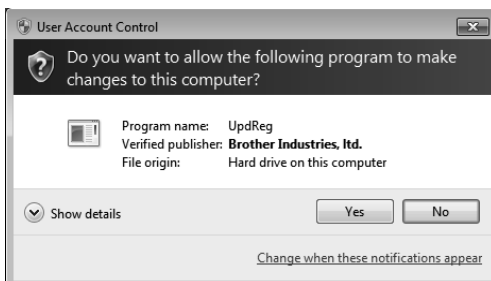 User Account Control
Do you want to allow the following program to make
changes to this computer?
Program name: UpdReg
Verified publisher: Brother Industries, ltd.
File origin: Hard drive on this computer
Show details
Yes No
Change when these notifications appear